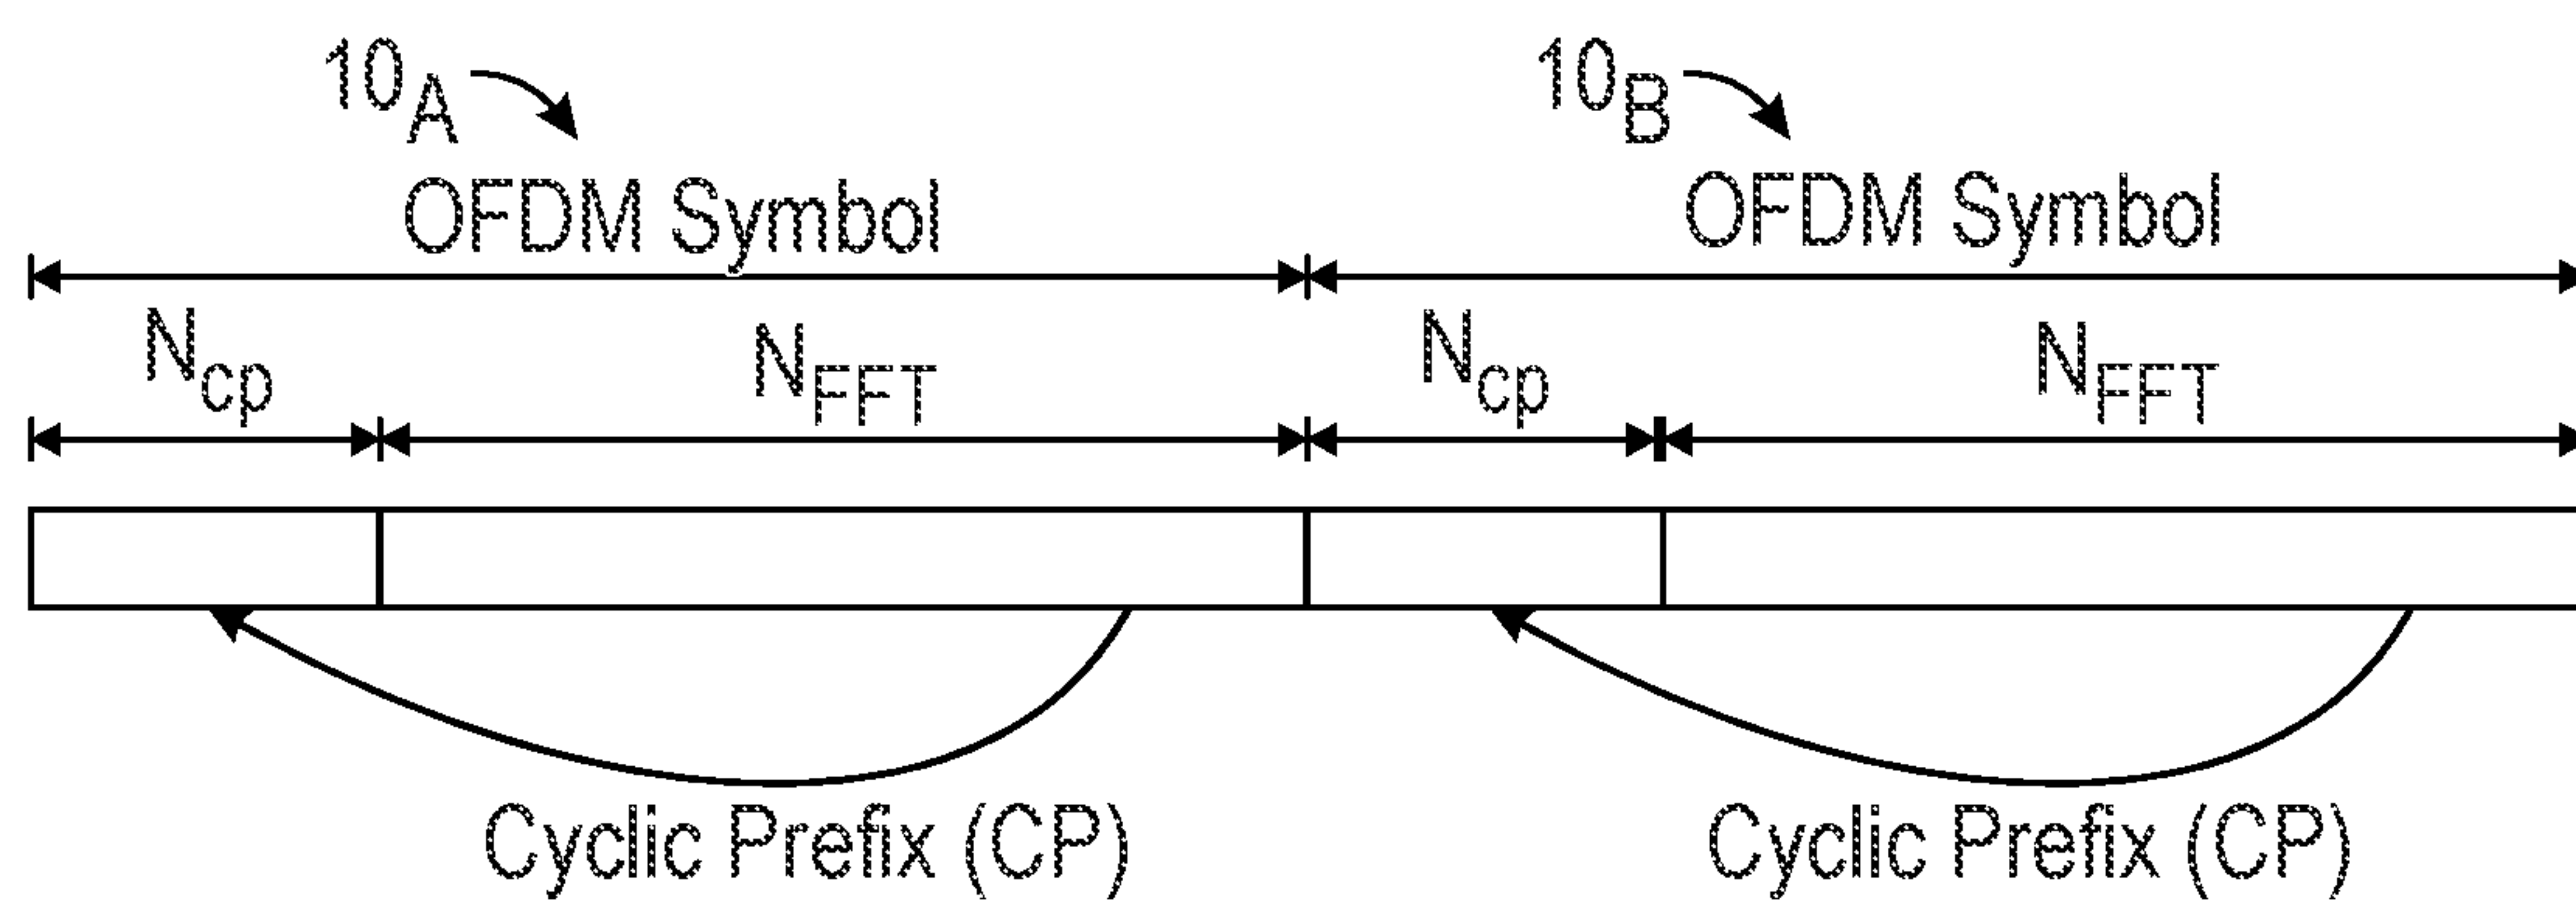 10A 10B
OFDM Symbol OFDM Symbol
Ncp NFFT Ncp NFFT
Cyclic Prefix (CP) Cyclic Prefix (CP)